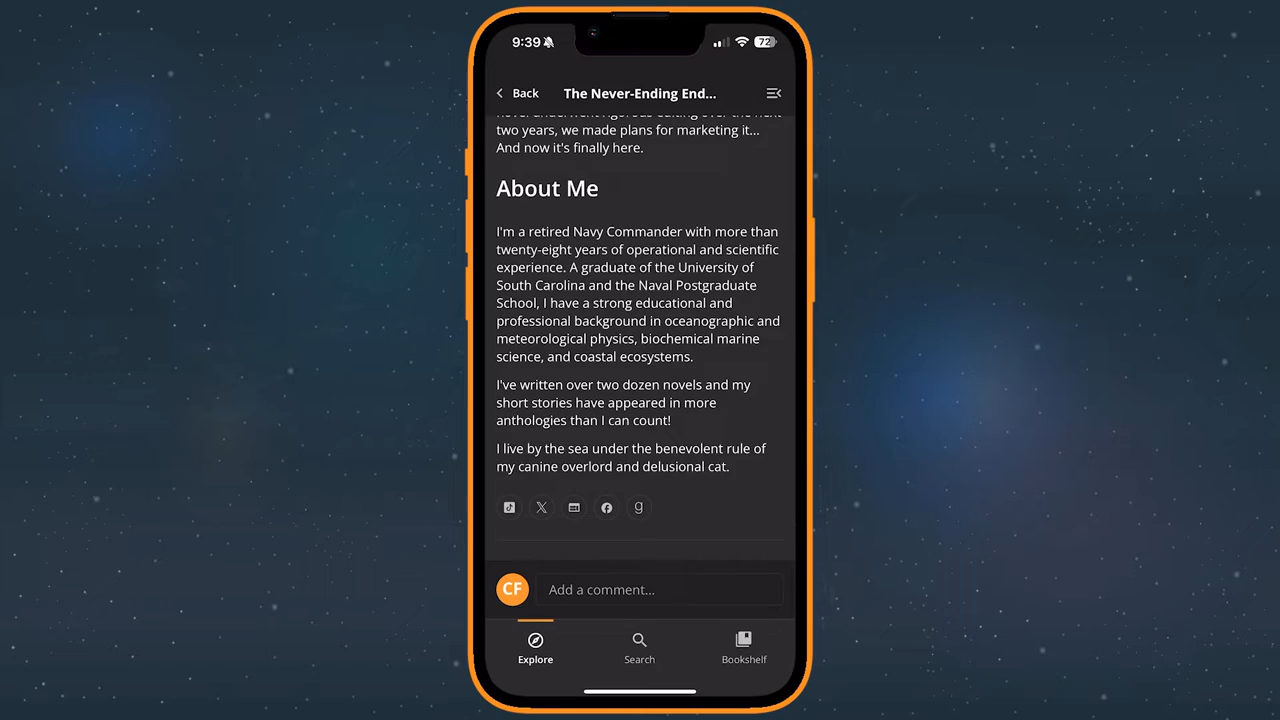 9:39
72
Back
The Never-Ending End...
two years, we made plans for marketing it...
And now it's finally here.
About Me
I'm a retired Navy Commander with more than
twenty-eight years of operational and scientific
experience. A graduate of the University of
South Carolina and the Naval Postgraduate
School, I have a strong educational and
professional background in oceanographic and
meteorological physics, biochemical marine
science, and coastal ecosystems.
I've written over two dozen novels and my
short stories have appeared in more
anthologies than I can count!
I live by the sea under the benevolent rule of
my canine overlord and delusional cat.
CF
Add a comment...
Explore
Search
Bookshelf